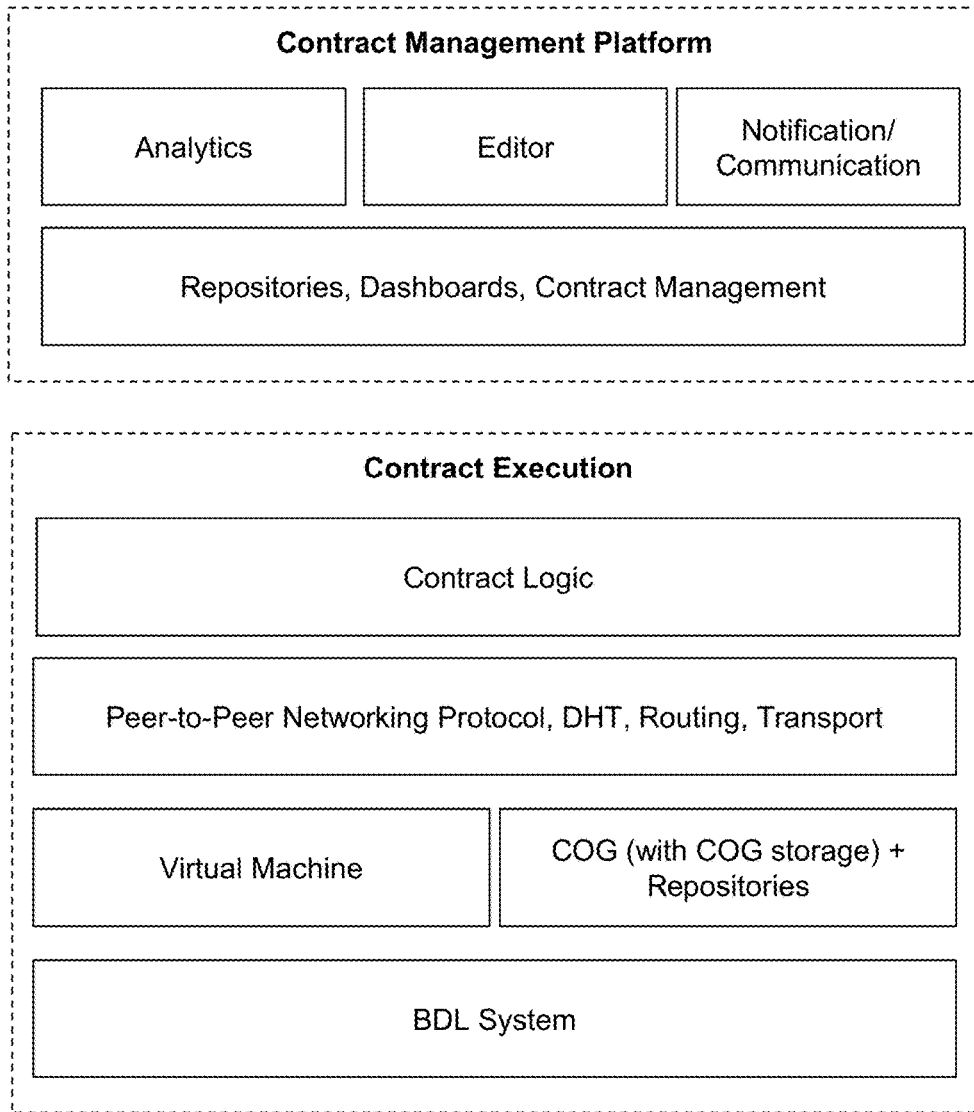 Contract Management Platform
Analytics
Editor
Notification/
Communication
Repositories, Dashboards, Contract Management
Contract Execution
Contract Logic
Peer-to-Peer Networking Protocol, DHT, Routing, Transport
Virtual Machine
COG (with COG storage) +
Repositories
BDL System